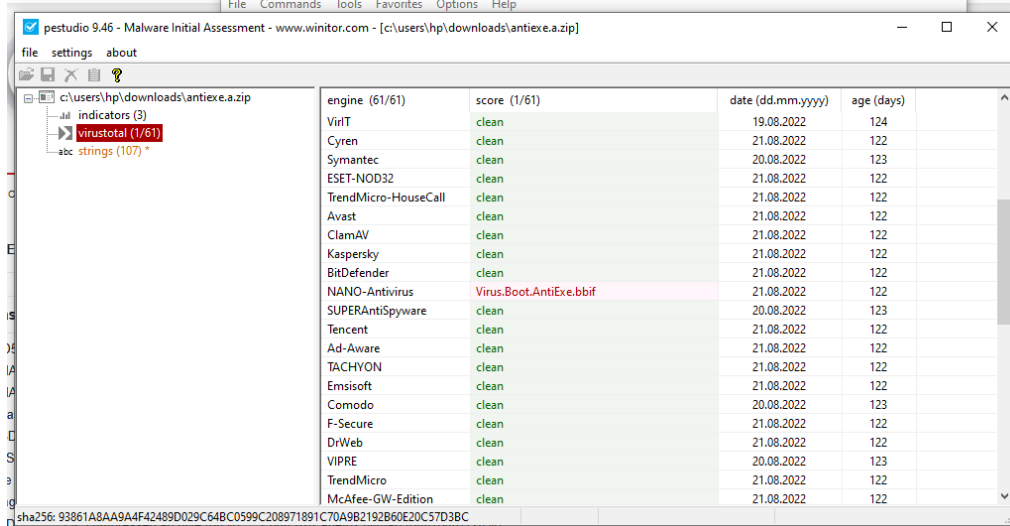 File Commands Tools Favorites Options Help
pestudio 9.46 - Malware Initial Assessment - www.winitor.com - [c:\users\hp\downloads\antiexe.a.zip]
file settings about
c:\users\hp\downloads\antiexe.a.zip
indicators (3)
virustotal (1/61)
abc strings (107) *
engine (61/61) score (1/61) date (dd.mm.yyyy) age (days)
VirIT clean 19.08.2022 124
Cyren clean 21.08.2022 122
Symantec clean 20.08.2022 123
ESET-NOD32 clean 21.08.2022 122
TrendMicro-HouseCall clean 21.08.2022 122
Avast clean 21.08.2022 122
ClamAV clean 21.08.2022 122
Kaspersky clean 21.08.2022 122
BitDefender clean 21.08.2022 122
NANO-Antivirus Virus.Boot.AntiExe.bbif 21.08.2022 122
SUPERAntiSpyware clean 20.08.2022 123
Tencent clean 21.08.2022 122
Ad-Aware clean 21.08.2022 122
TACHYON clean 21.08.2022 122
Emsisoft clean 21.08.2022 122
Comodo clean 20.08.2022 123
F-Secure clean 21.08.2022 122
DrWeb clean 21.08.2022 122
VIPRE clean 20.08.2022 123
TrendMicro clean 21.08.2022 122
McAfee-GW-Edition clean 21.08.2022 122
sha256: 93861A8AA9A4F42489D029C64BC0599C208971891C70A9B2192B60E20C57D3BC